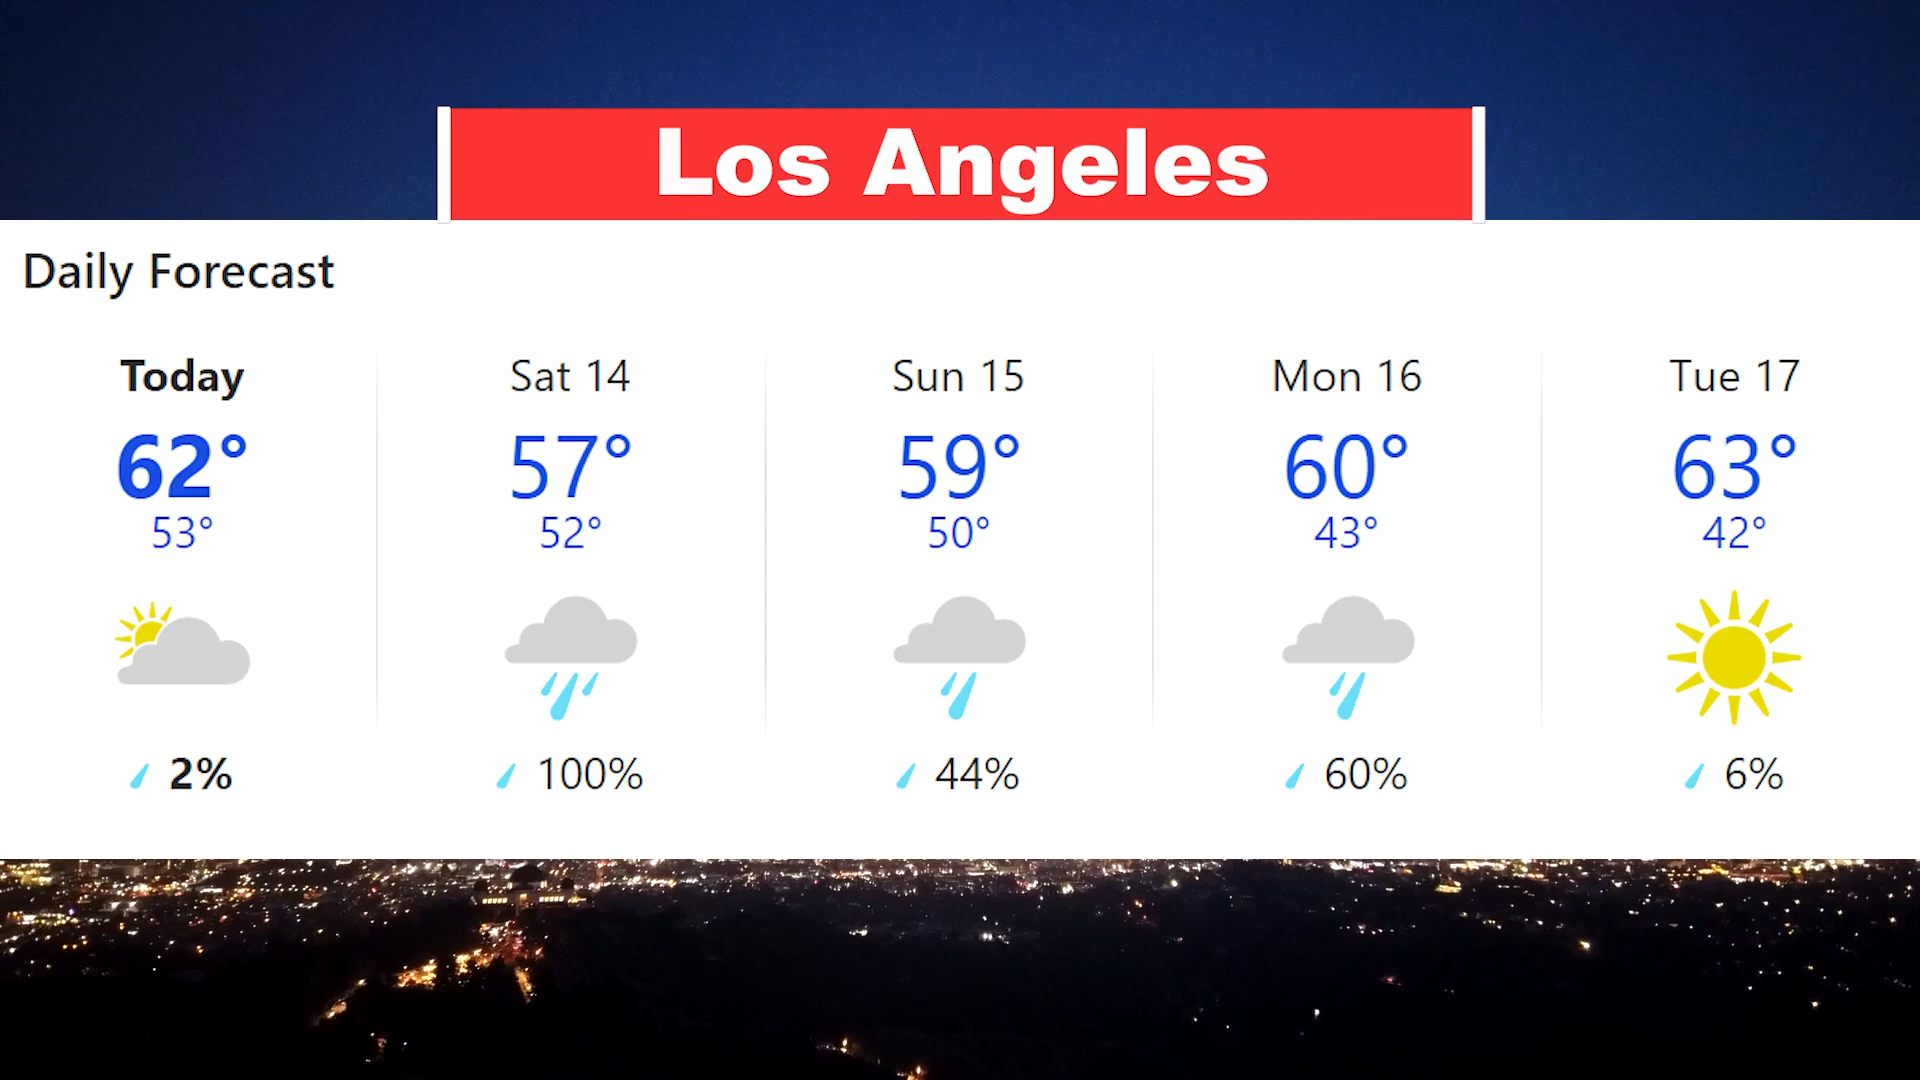 Los Angeles
Daily Forecast
Today Sat 14 Sun 15 Mon 16 Tue 17
62° 57° 59° 60° 63°
53° 52° 50° 43° 42°
2% 100% 44% 60% 6%